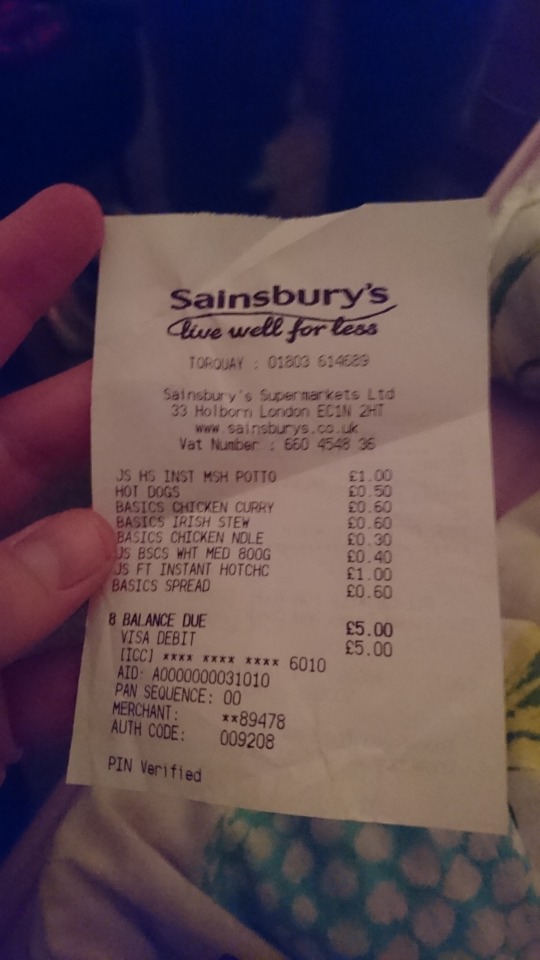 Sainsbury's
live well for less
TORQUAY : 01803 614689
Sainsbury's Supermarkets Ltd
33 Holborn London EC1N 2HT
www.sainsburys.co.uk
Vat Number : 660 4548 36
JS HS INST MSH POTTO £1.00
HOT DOGS £0.50
BASICS CHICKEN CURRY £0.60
BASICS IRISH STEW £0.60
BASICS CHICKEN NDLE £0.30
JS BSCS WHT MED 800G £0.40
JS FT INSTANT HOTCHC £1.00
BASICS SPREAD £0.60
8 BALANCE DUE £5.00
VISA DEBIT £5.00
[ICC] **** **** **** 6010
AID: A0000000031010
PAN SEQUENCE: 00
MERCHANT: **89478
AUTH CODE: 009208
PIN Verified